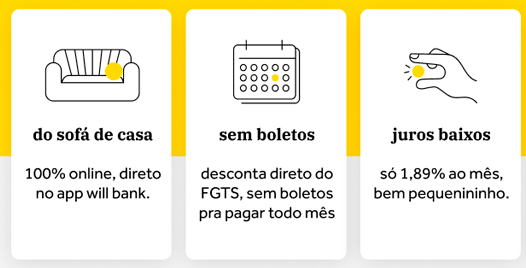 do sofá de casa
100% online, direto
no app will bank.
sem boletos
desconta direto do
FGTS, sem boletos
pra pagar todo mês
juros baixos
só 1,89% ao mês,
bem pequenininho.